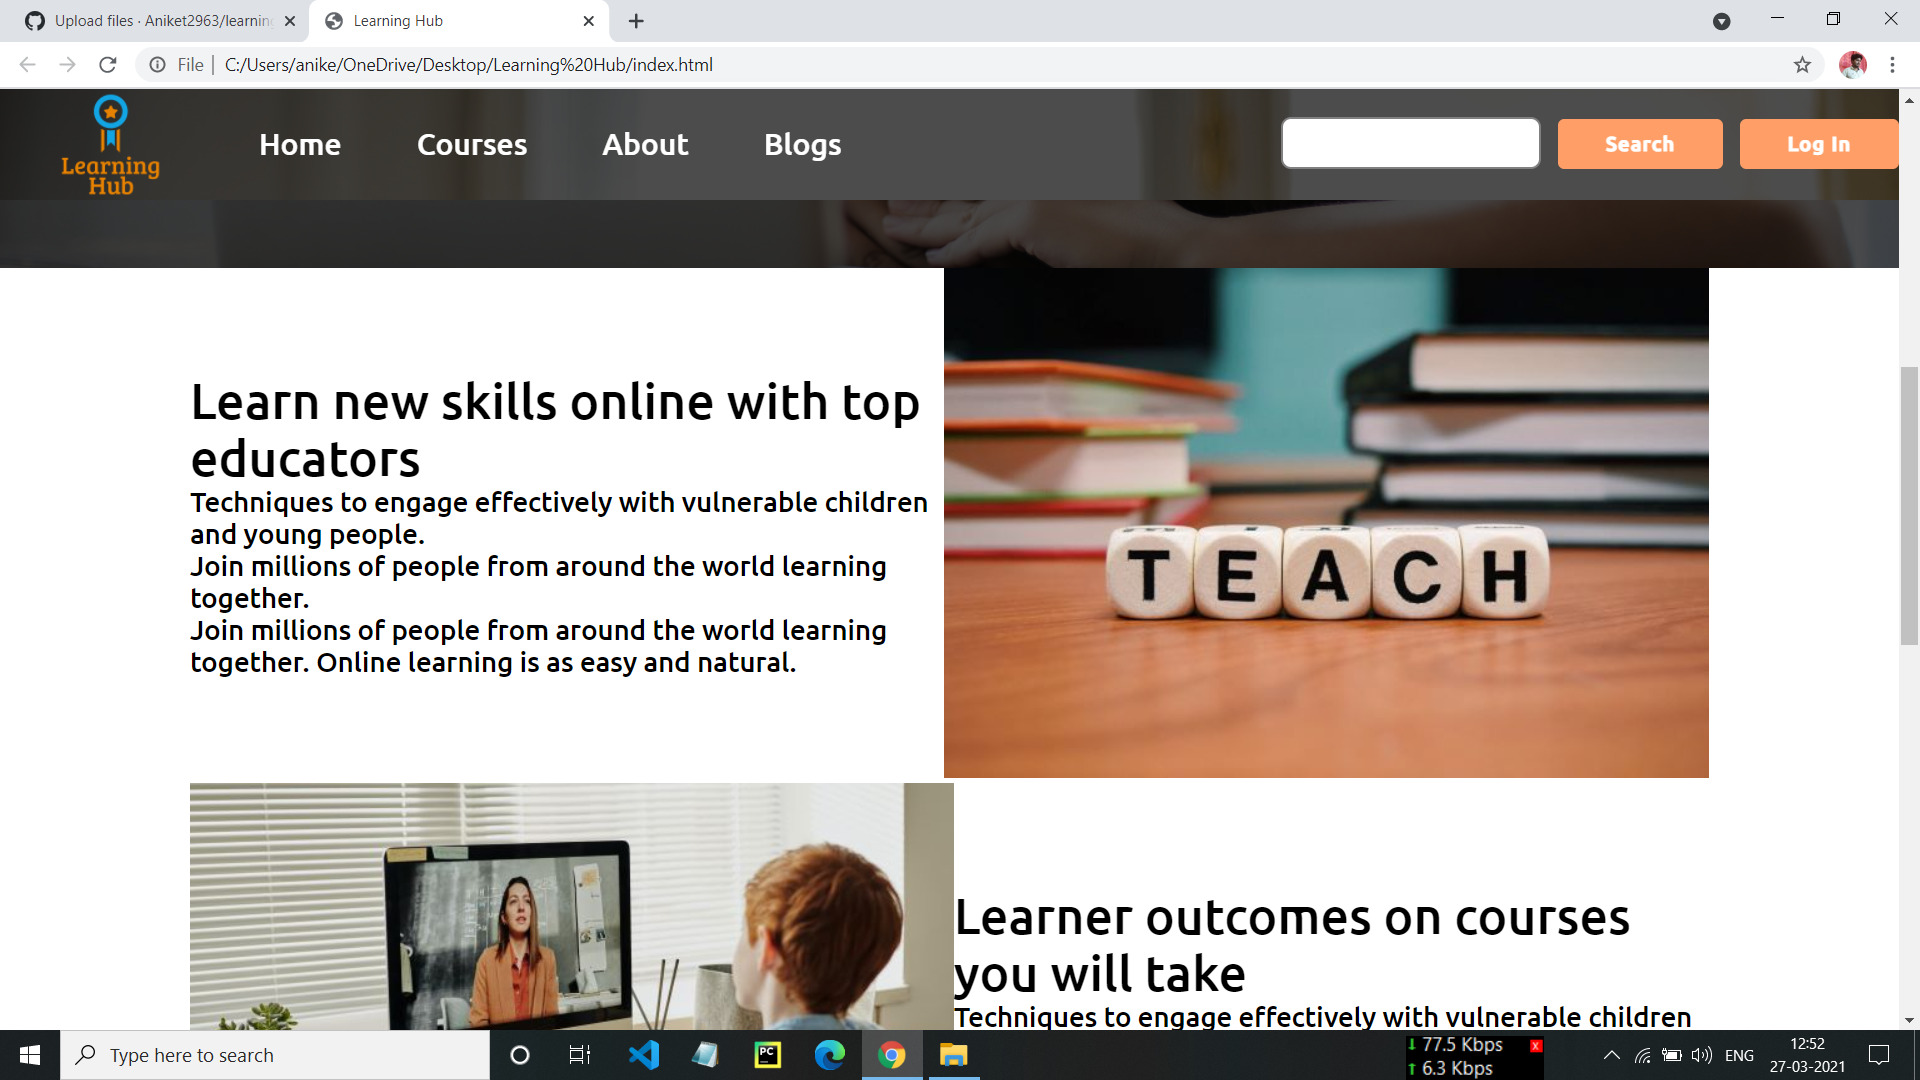 Upload files · Aniket2963/learning
Learning Hub
File
C:/Users/anike/OneDrive/Desktop/Learning%20Hub/index.html
Learning
Hub
Home
Courses
About
Blogs
Search
Log In
Learn new skills online with top
educators
Techniques to engage effectively with vulnerable children
and young people.
Join millions of people from around the world learning
together.
Join millions of people from around the world learning
together. Online learning is as easy and natural.
TEACH
Learner outcomes on courses
you will take
Techniques to engage effectively with vulnerable children
Type here to search
PC
77.5 Kbps
x
6.3 Kbps
ENG
12:52
27-03-2021